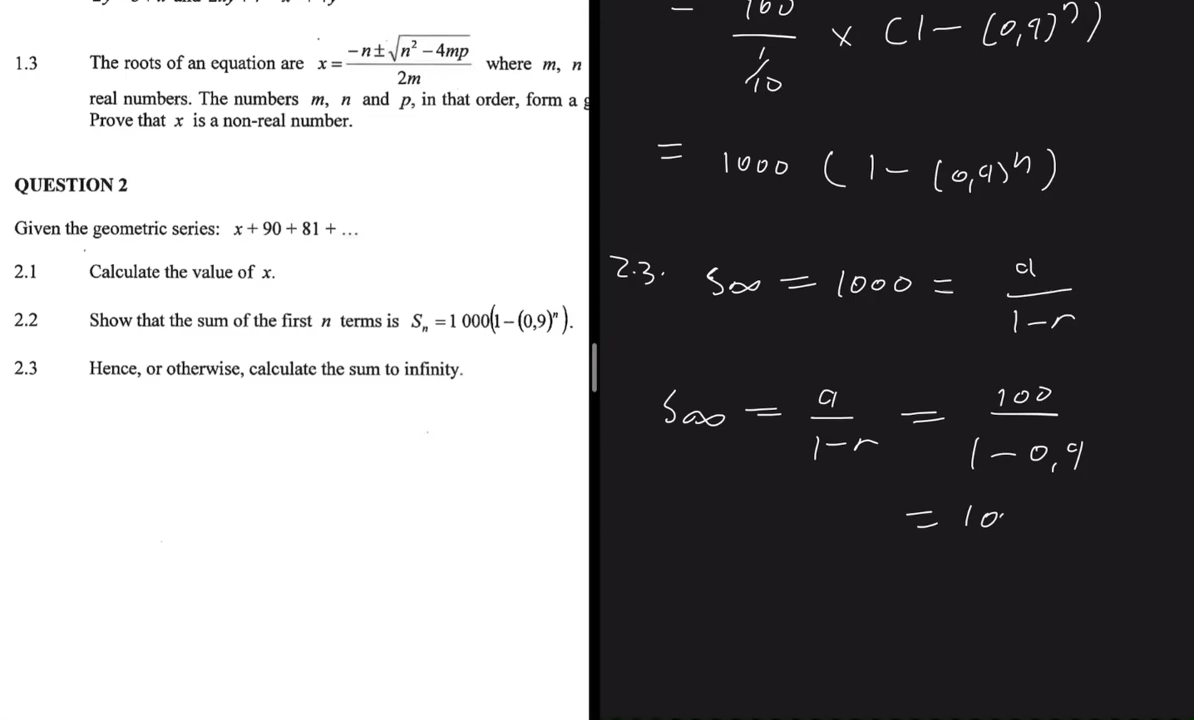 1.3 The roots of an equation are x = (-n ± √(n² − 4mp)) / 2m where m, n
real numbers. The numbers m, n and p, in that order, form a g
Prove that x is a non-real number.
QUESTION 2
Given the geometric series: x + 90 + 81 + ...
2.1 Calculate the value of x.
2.2 Show that the sum of the first n terms is Sₙ = 1 000(1−(0,9)ⁿ).
2.3 Hence, or otherwise, calculate the sum to infinity.
= 100 / (1/10) × (1 − (0,9)ⁿ)
= 1000 (1 − (0,9)ⁿ)
2.3. S∞ = 1000 = a / (1−r)
S∞ = a / (1−r) = 100 / (1−0,9)
= 10